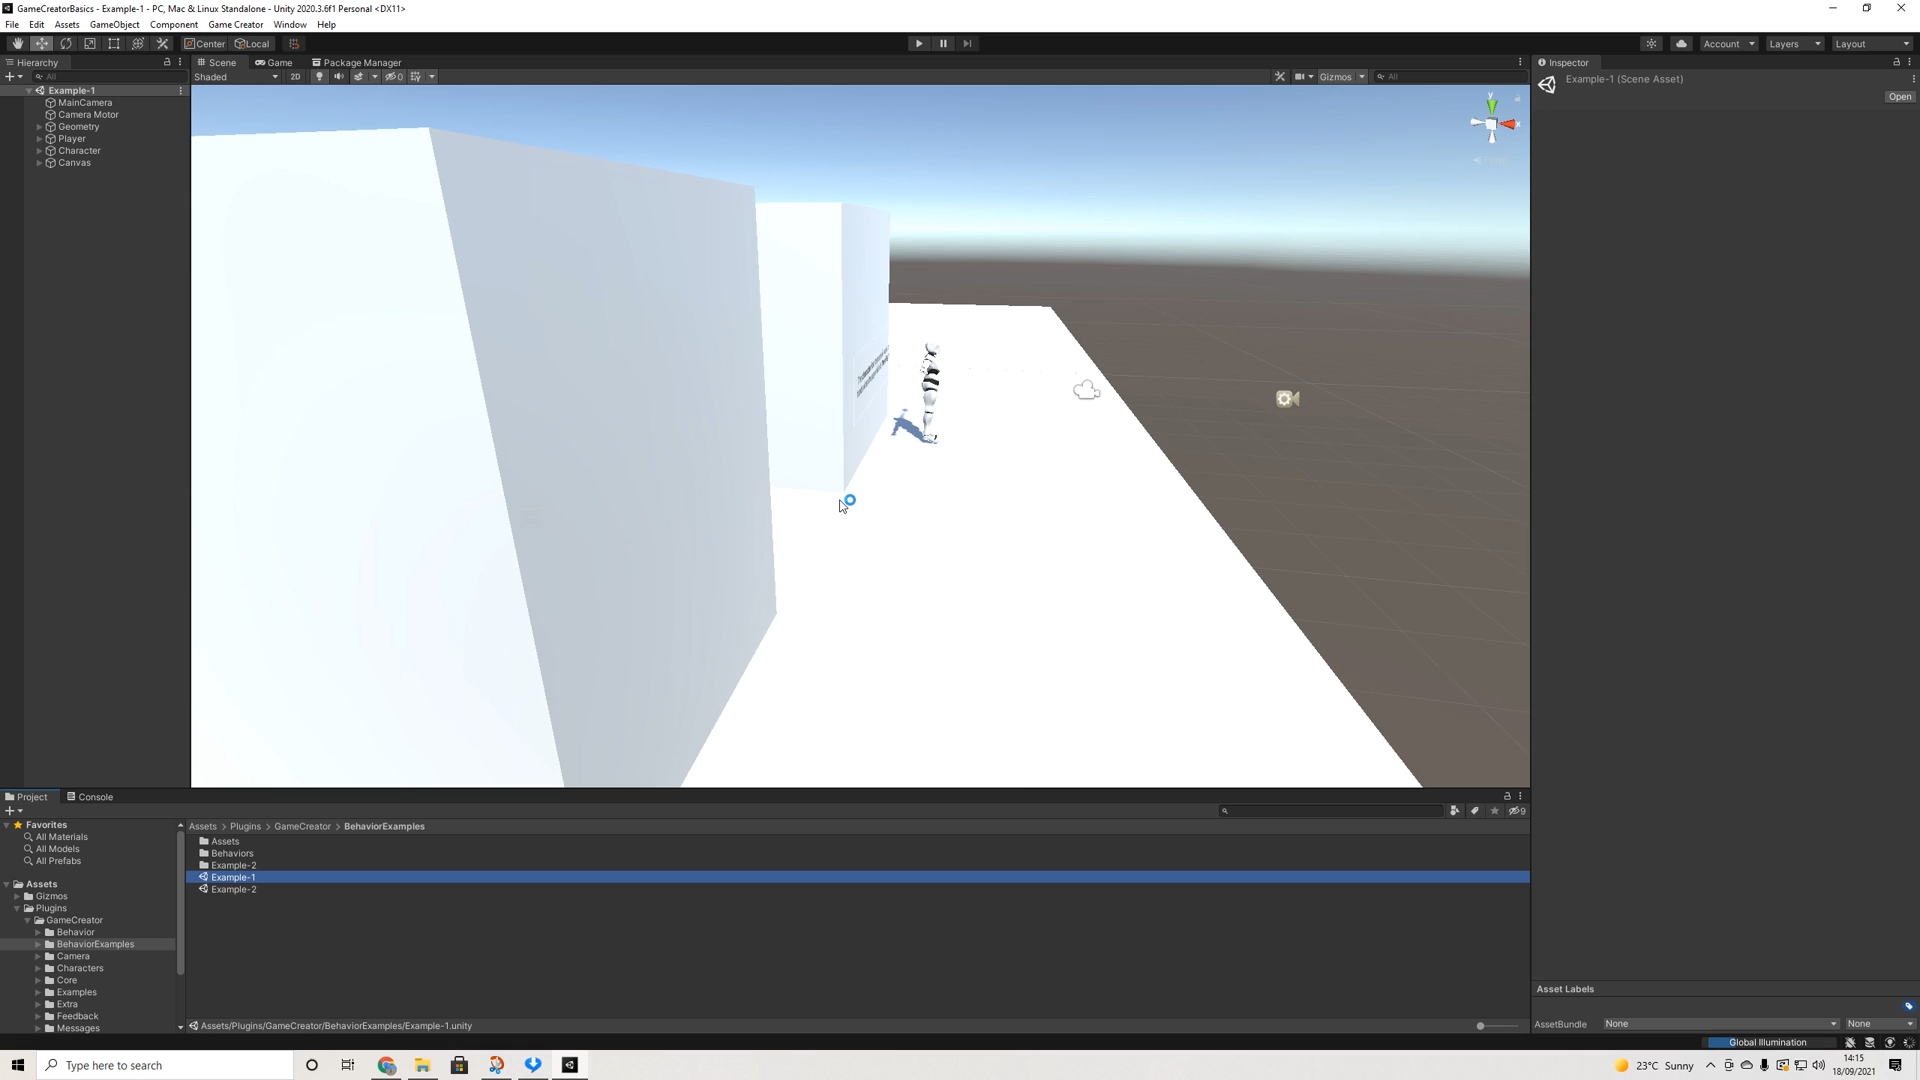 GameCreatorBasics - Example-1 - PC, Mac & Linux Standalone - Unity 2020.3.6f1 Personal <DX11>
File Edit Assets GameObject Component Game Creator Window Help
Center Local
Account Layers Layout
Hierarchy
All
Example-1
MainCamera
Camera Motor
Geometry
Player
Character
Canvas
Scene Game Package Manager
Shaded 2D 0 Gizmos All
y
x
Inspector
Example-1 (Scene Asset)
Open
Project Console
9
Favorites
All Materials
All Models
All Prefabs
Assets
Gizmos
Plugins
GameCreator
Behavior
BehaviorExamples
Camera
Characters
Core
Examples
Extra
Feedback
Messages
Assets > Plugins > GameCreator > BehaviorExamples
Assets
Behaviors
Example-2
Example-1
Example-2
Assets/Plugins/GameCreator/BehaviorExamples/Example-1.unity
Asset Labels
AssetBundle None None
Global Illumination
Type here to search
23°C Sunny
14:15
18/09/2021